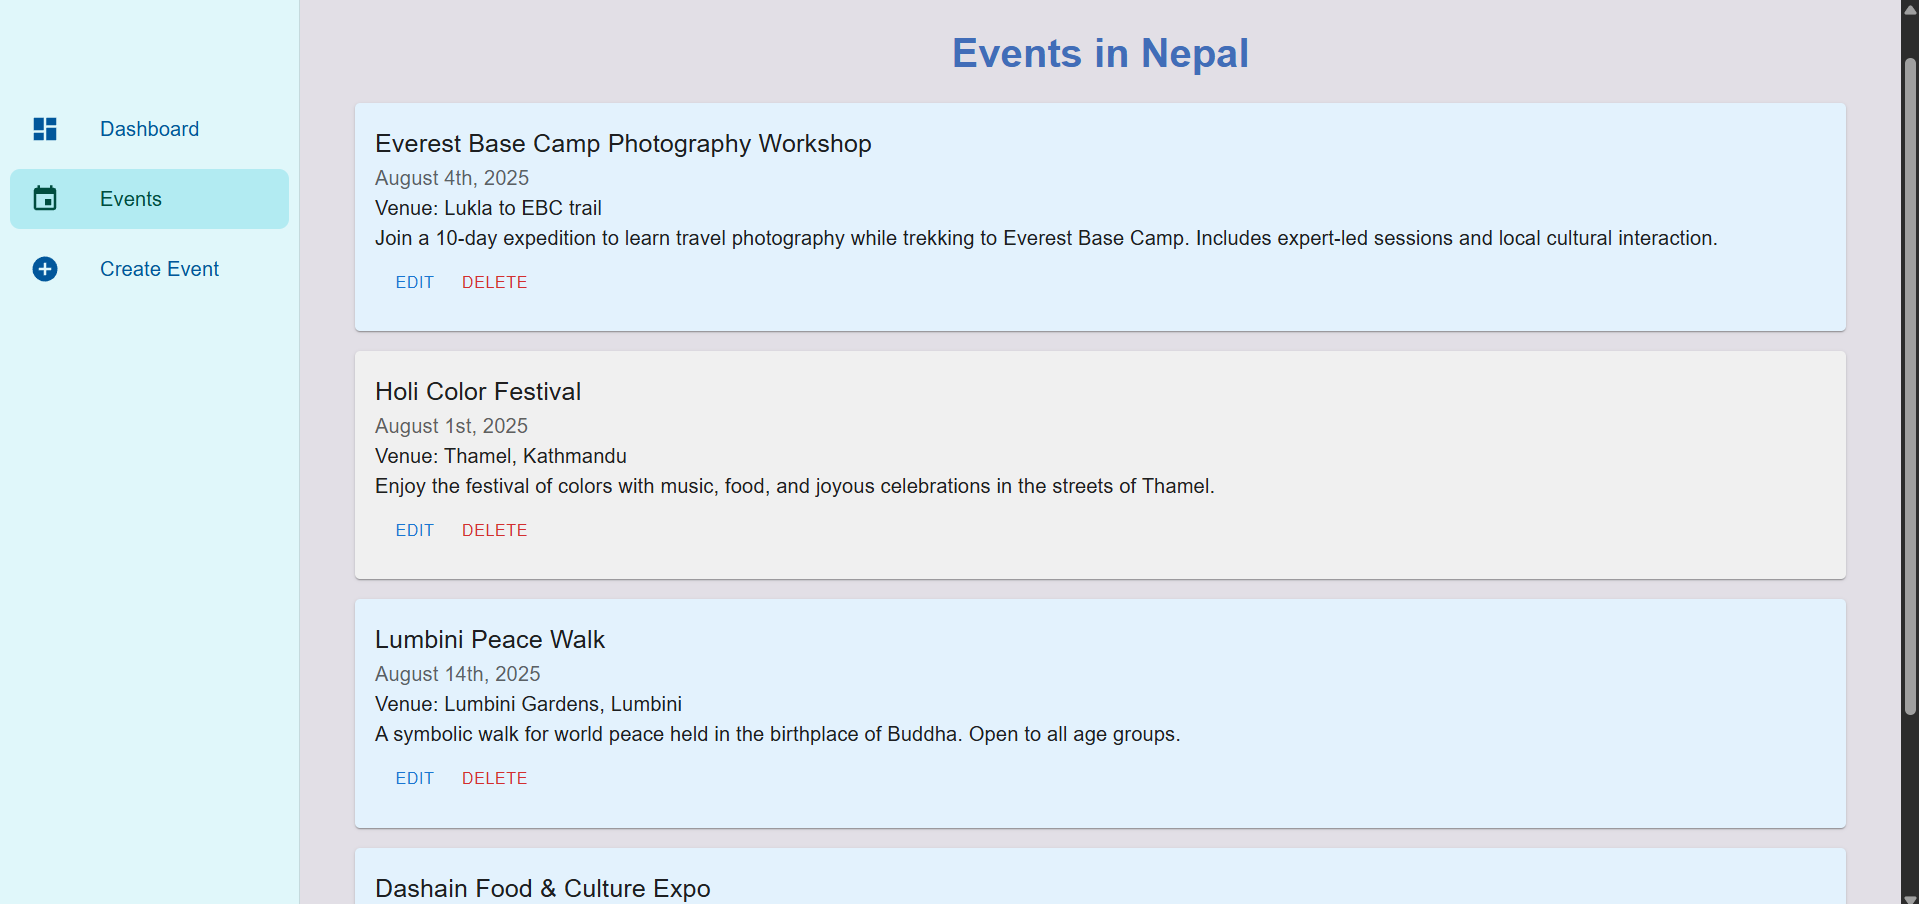 Dashboard
Events
Create Event
Events in Nepal
Everest Base Camp Photography Workshop
August 4th, 2025
Venue: Lukla to EBC trail
Join a 10-day expedition to learn travel photography while trekking to Everest Base Camp. Includes expert-led sessions and local cultural interaction.
EDIT DELETE
Holi Color Festival
August 1st, 2025
Venue: Thamel, Kathmandu
Enjoy the festival of colors with music, food, and joyous celebrations in the streets of Thamel.
EDIT DELETE
Lumbini Peace Walk
August 14th, 2025
Venue: Lumbini Gardens, Lumbini
A symbolic walk for world peace held in the birthplace of Buddha. Open to all age groups.
EDIT DELETE
Dashain Food & Culture Expo